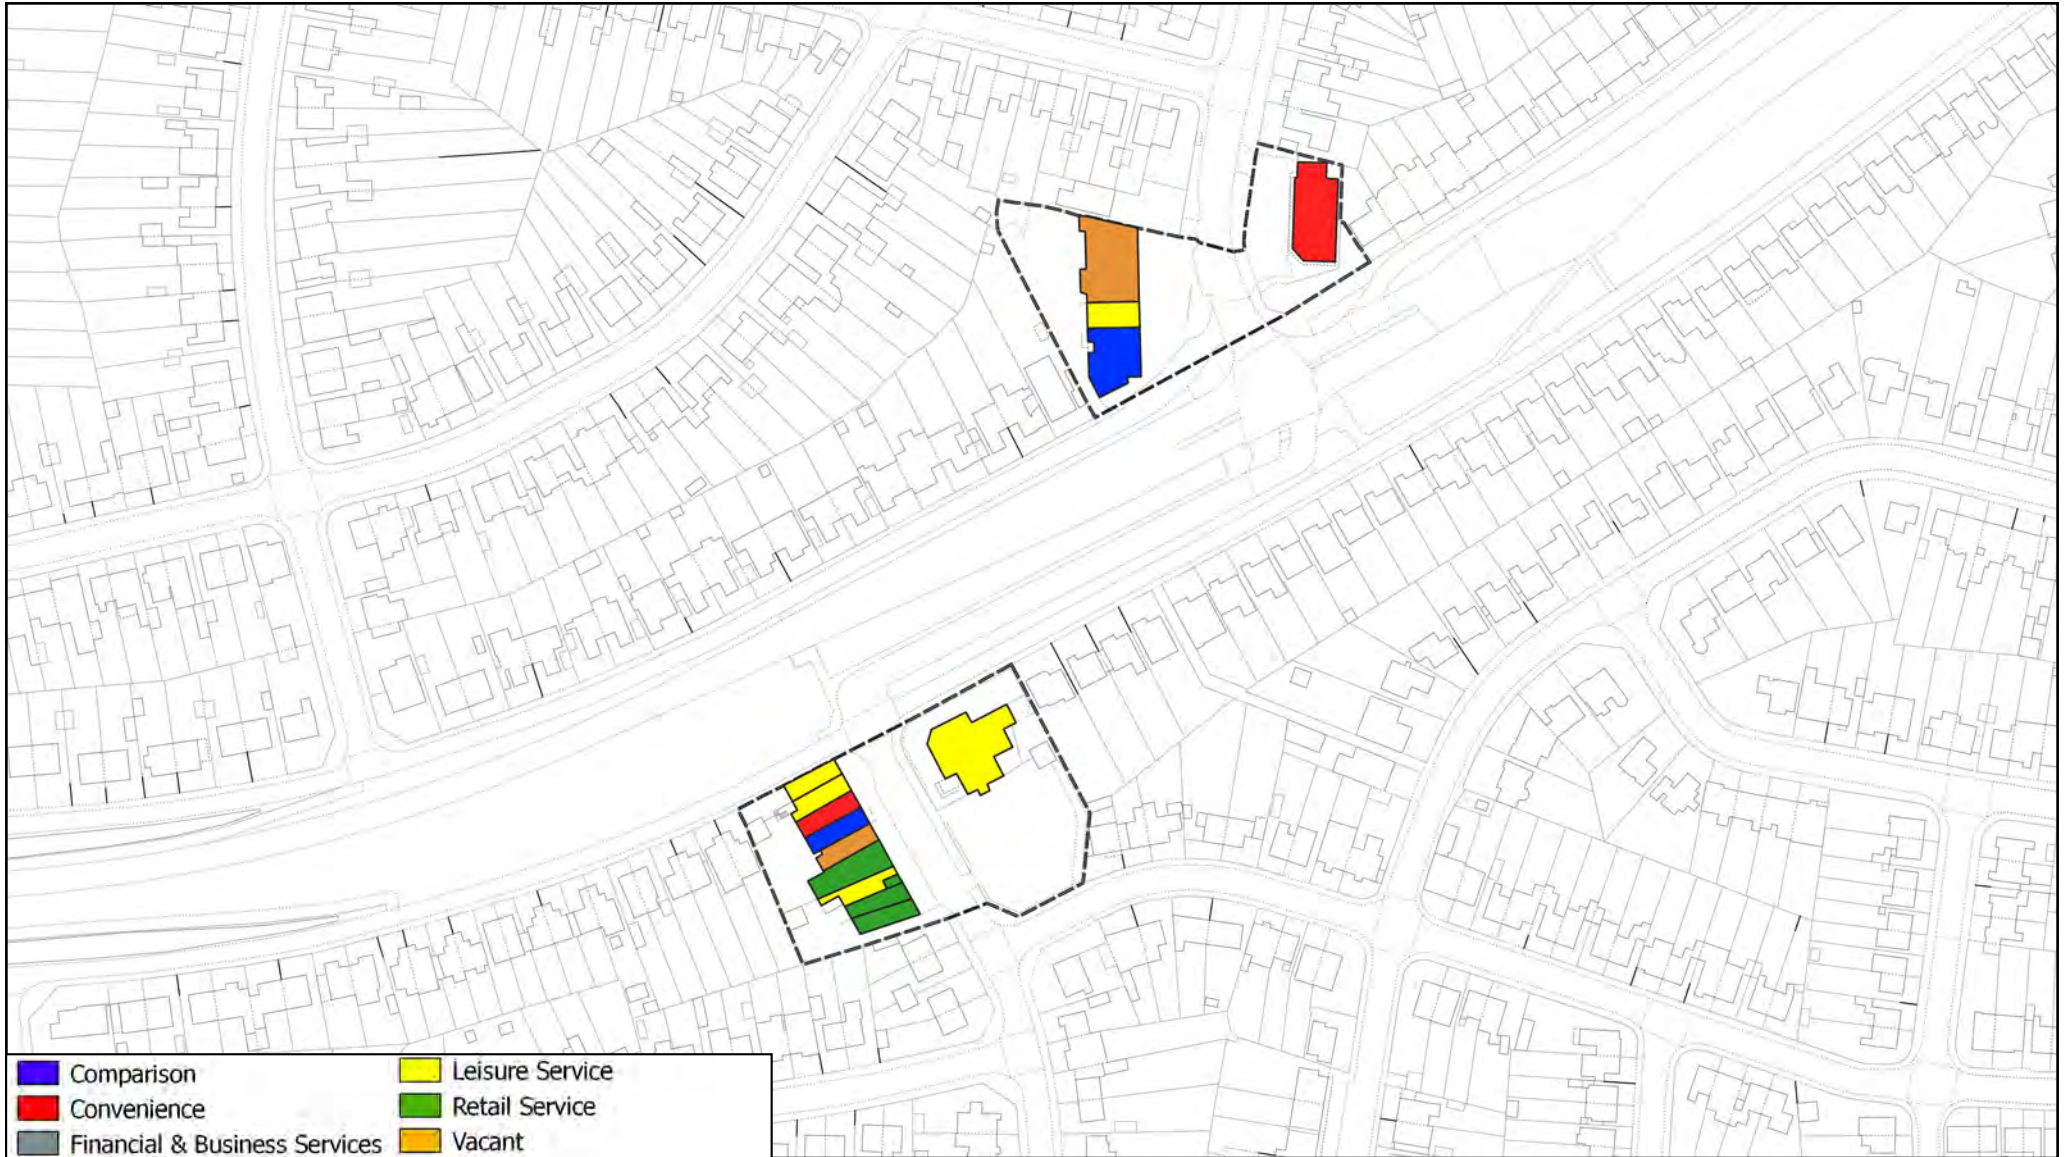 Comparison
Convenience
Financial & Business Services
Leisure Service
Retail Service
Vacant